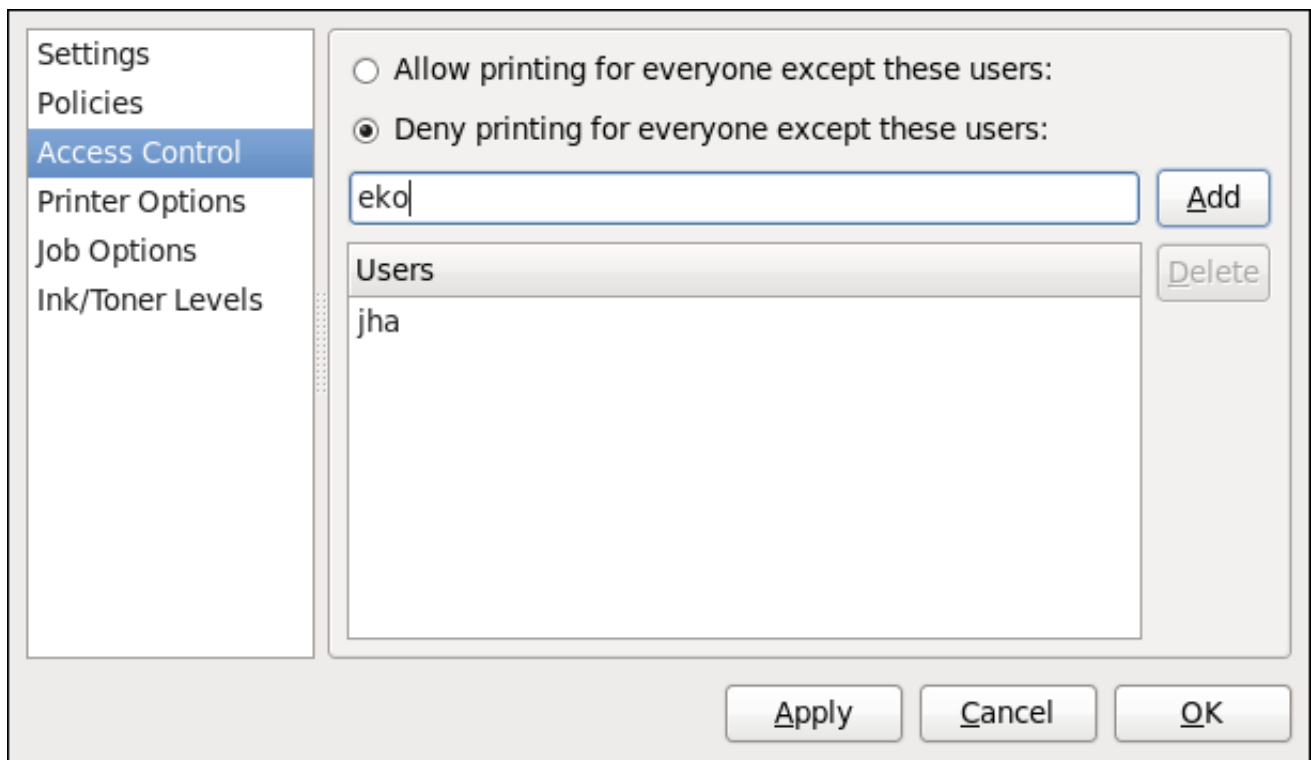 Settings
Policies
Access Control
Printer Options
Job Options
Ink/Toner Levels
Allow printing for everyone except these users:
Deny printing for everyone except these users:
eko
Add
Users
Delete
jha
Apply
Cancel
OK